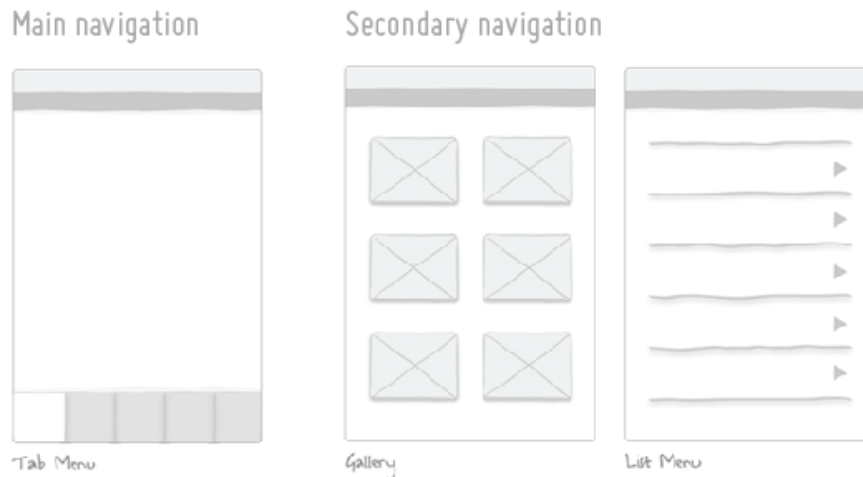 Main navigation
Secondary navigation
Tab Menu
Gallery
List Menu